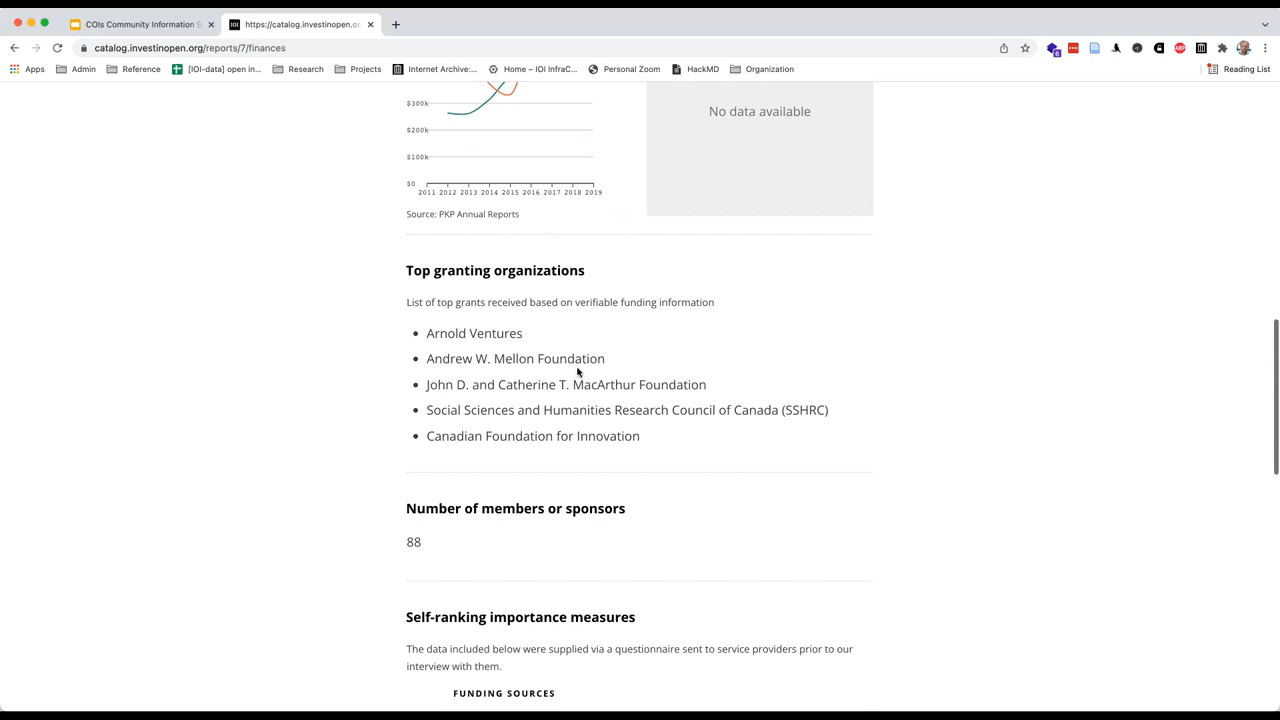 COIs Community Information S
https://catalog.investinopen.or
catalog.investinopen.org/reports/7/finances
Apps
Admin
Reference
[IOI-data] open in...
Research
Projects
Internet Archive:...
Home – IOI InfraC...
Personal Zoom
HackMD
Organization
Reading List
$300k
$200k
$100k
$0
2011 2012 2013 2014 2015 2016 2017 2018 2019
No data available
Source: PKP Annual Reports
Top granting organizations
List of top grants received based on verifiable funding information
Arnold Ventures
Andrew W. Mellon Foundation
John D. and Catherine T. MacArthur Foundation
Social Sciences and Humanities Research Council of Canada (SSHRC)
Canadian Foundation for Innovation
Number of members or sponsors
88
Self-ranking importance measures
The data included below were supplied via a questionnaire sent to service providers prior to our
interview with them.
FUNDING SOURCES